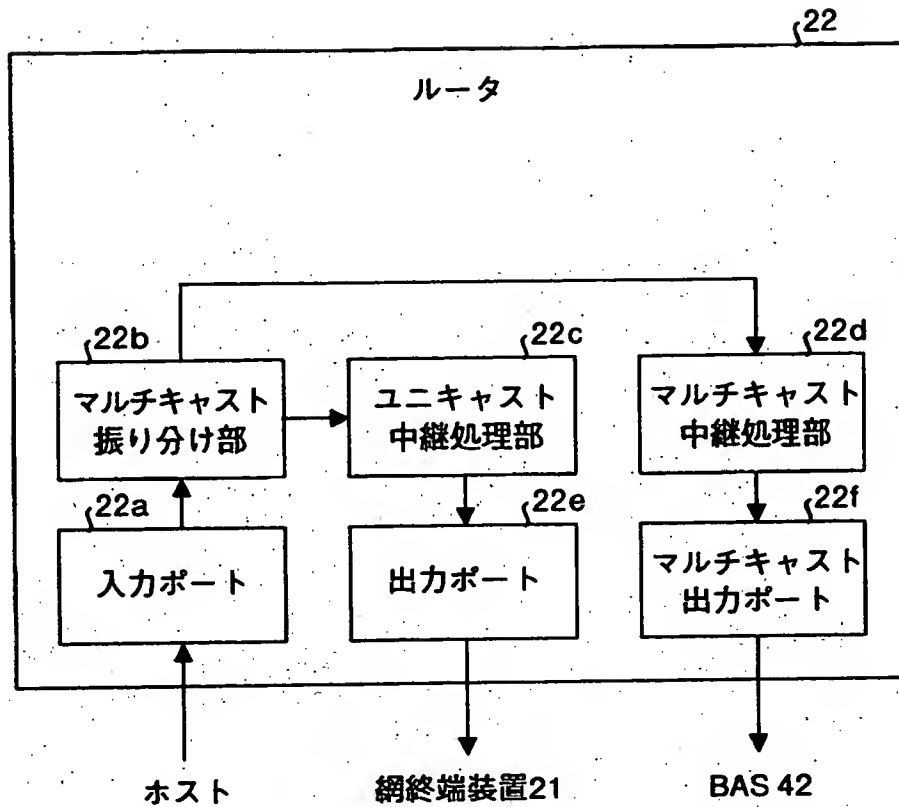 22
ルータ
22b
22c
22d
マルチキャスト
振り分け部
ユニキャスト
中継処理部
マルチキャスト
中継処理部
22a
22e
22f
入力ポート
出力ポート
マルチキャスト
出力ポート
ホスト
網終端装置21
BAS 42